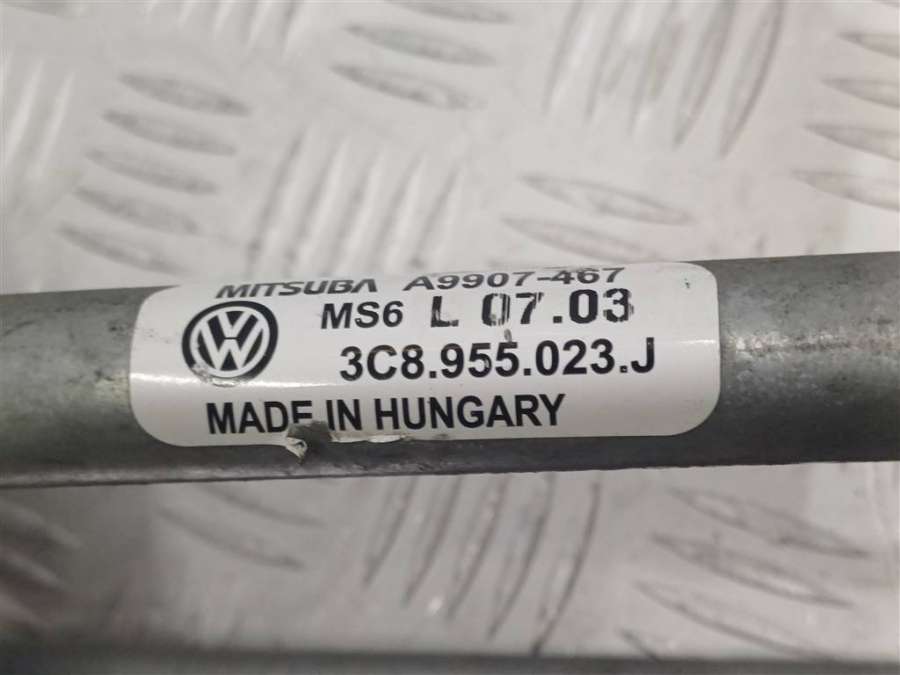 MITSUBA A9907-467
MS6 L 07.03
3C8.955.023.J
MADE IN HUNGARY